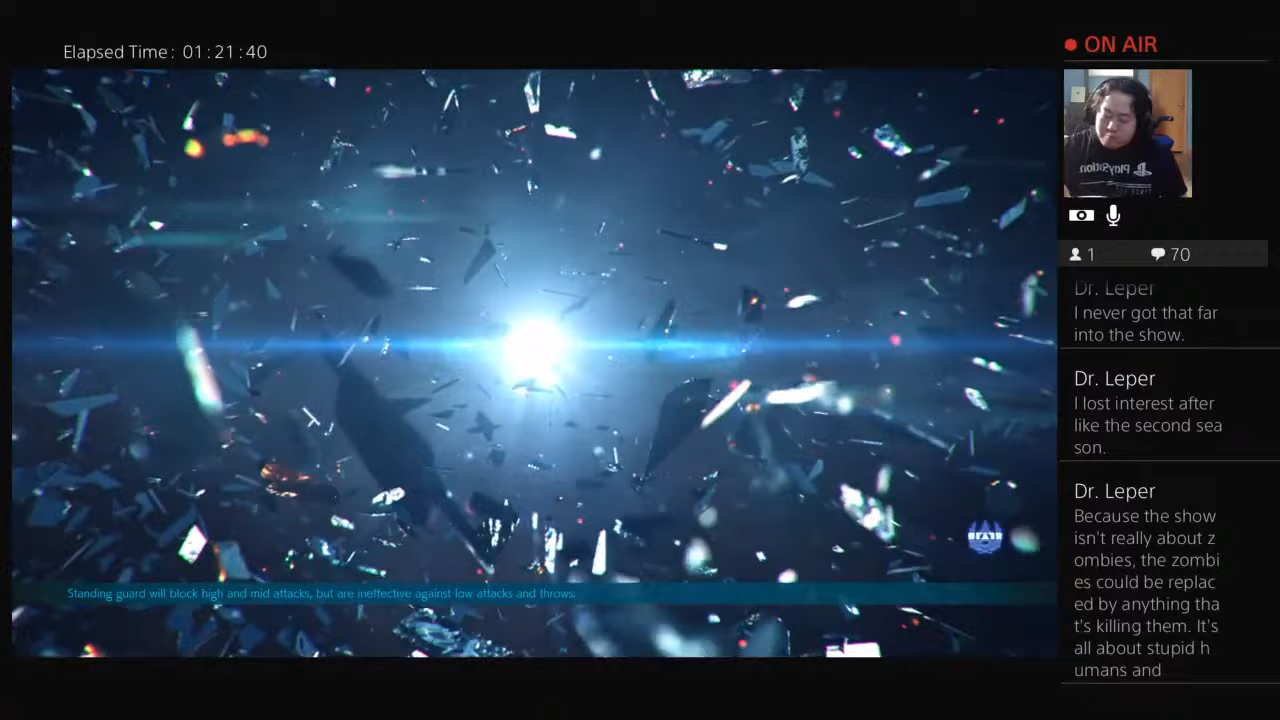 Elapsed Time: 01:21:40
ON AIR
PlayStation
1
70
Dr. Leper
I never got that far
into the show.
Dr. Leper
I lost interest after
like the second sea
son.
Dr. Leper
Because the show
isn't really about z
ombies, the zombi
es could be replac
ed by anything tha
t's killing them. It's
all about stupid h
umans and
Standing guard will block high and mid attacks, but are ineffective against low attacks and throws.